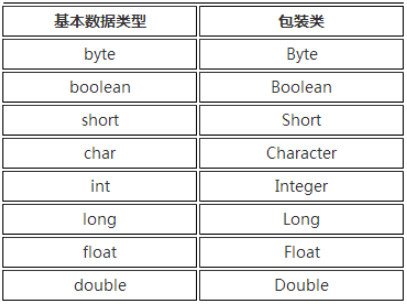 基本数据类型 包装类
byte Byte
boolean Boolean
short Short
char Character
int Integer
long Long
float Float
double Double